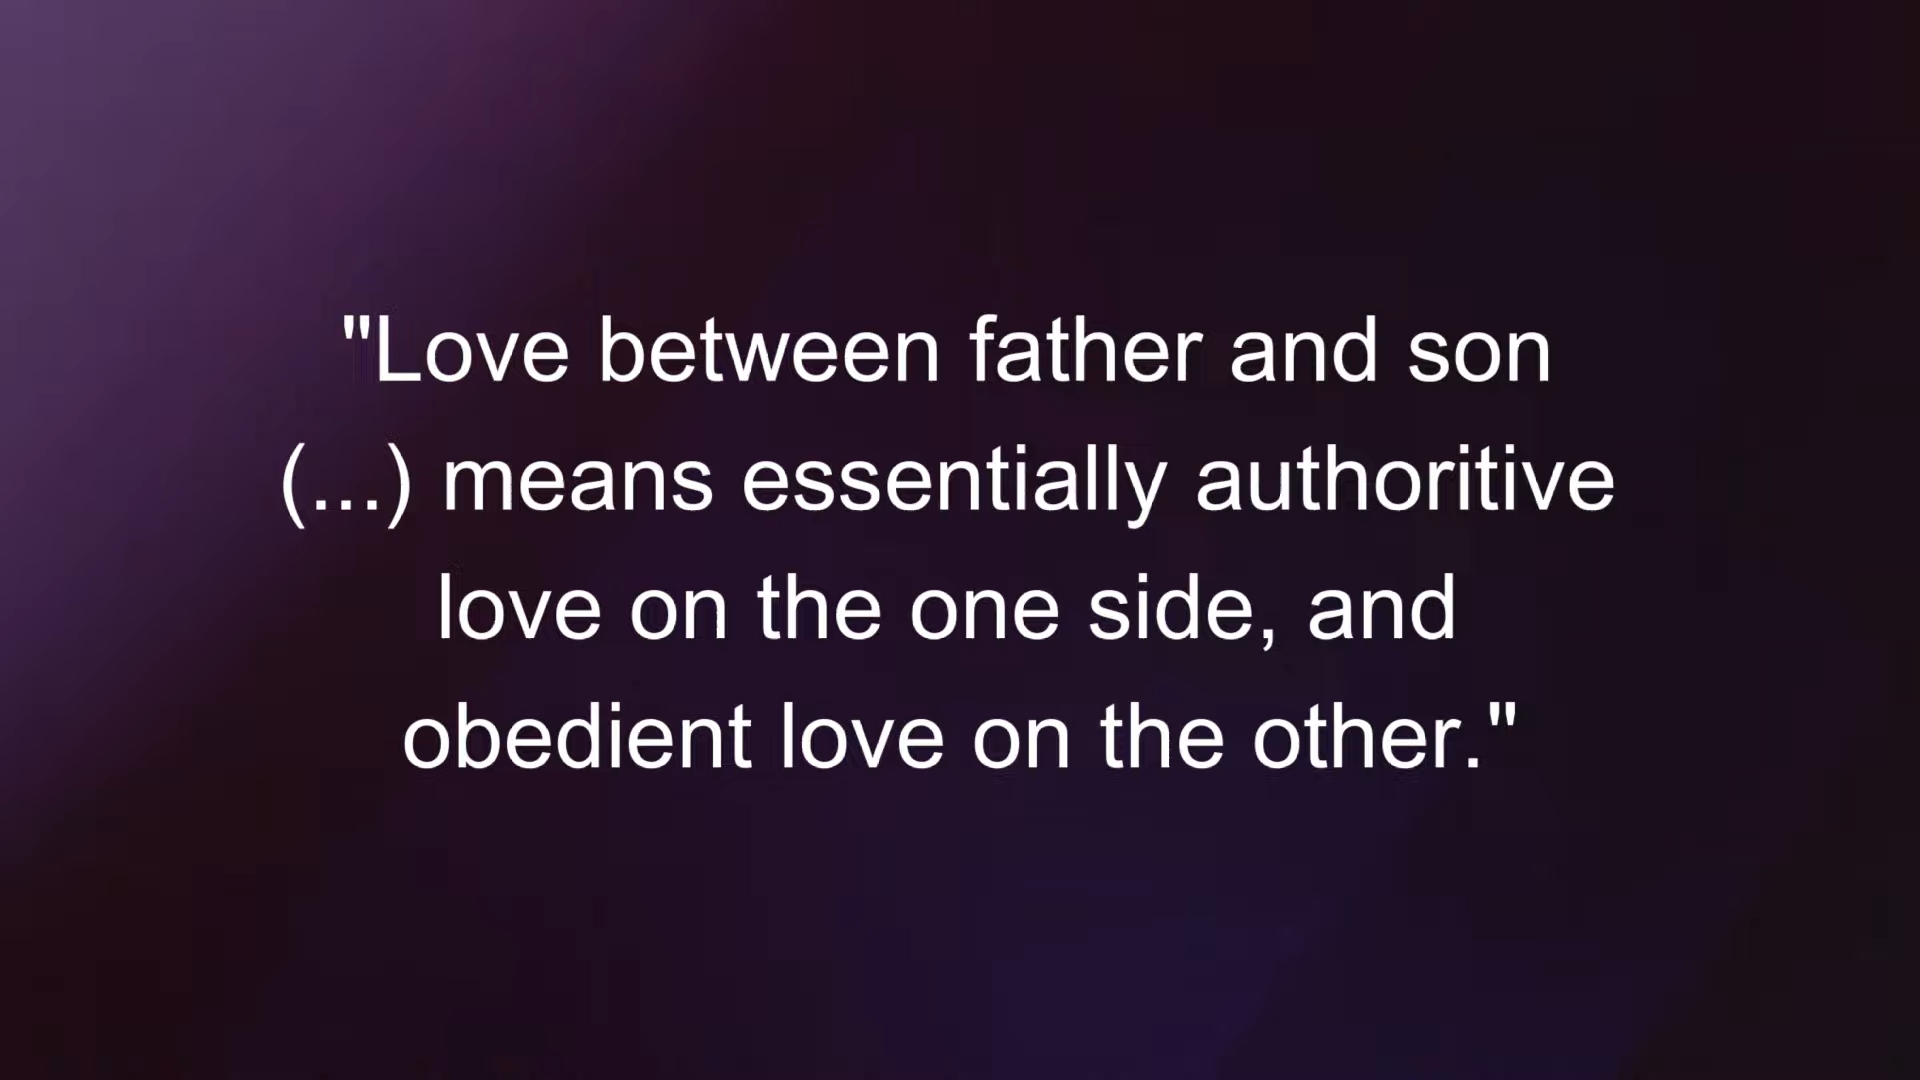 "Love between father and son
(...) means essentially authoritive
love on the one side, and
obedient love on the other."